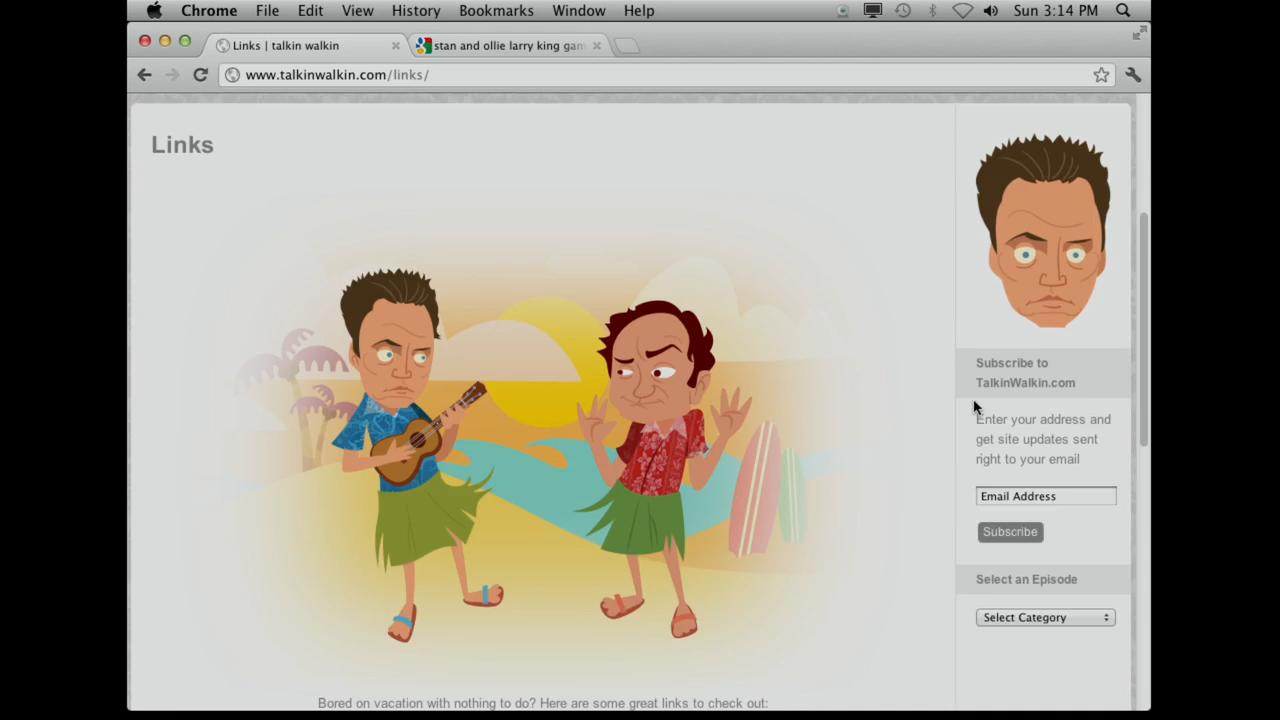 Chrome File Edit View History Bookmarks Window Help Sun 3:14 PM
Links | talkin walkin stan and ollie larry king gam
www.talkinwalkin.com/links/
Links
Subscribe to
TalkinWalkin.com
Enter your address and
get site updates sent
right to your email
Email Address
Subscribe
Select an Episode
Select Category
Bored on vacation with nothing to do? Here are some great links to check out: